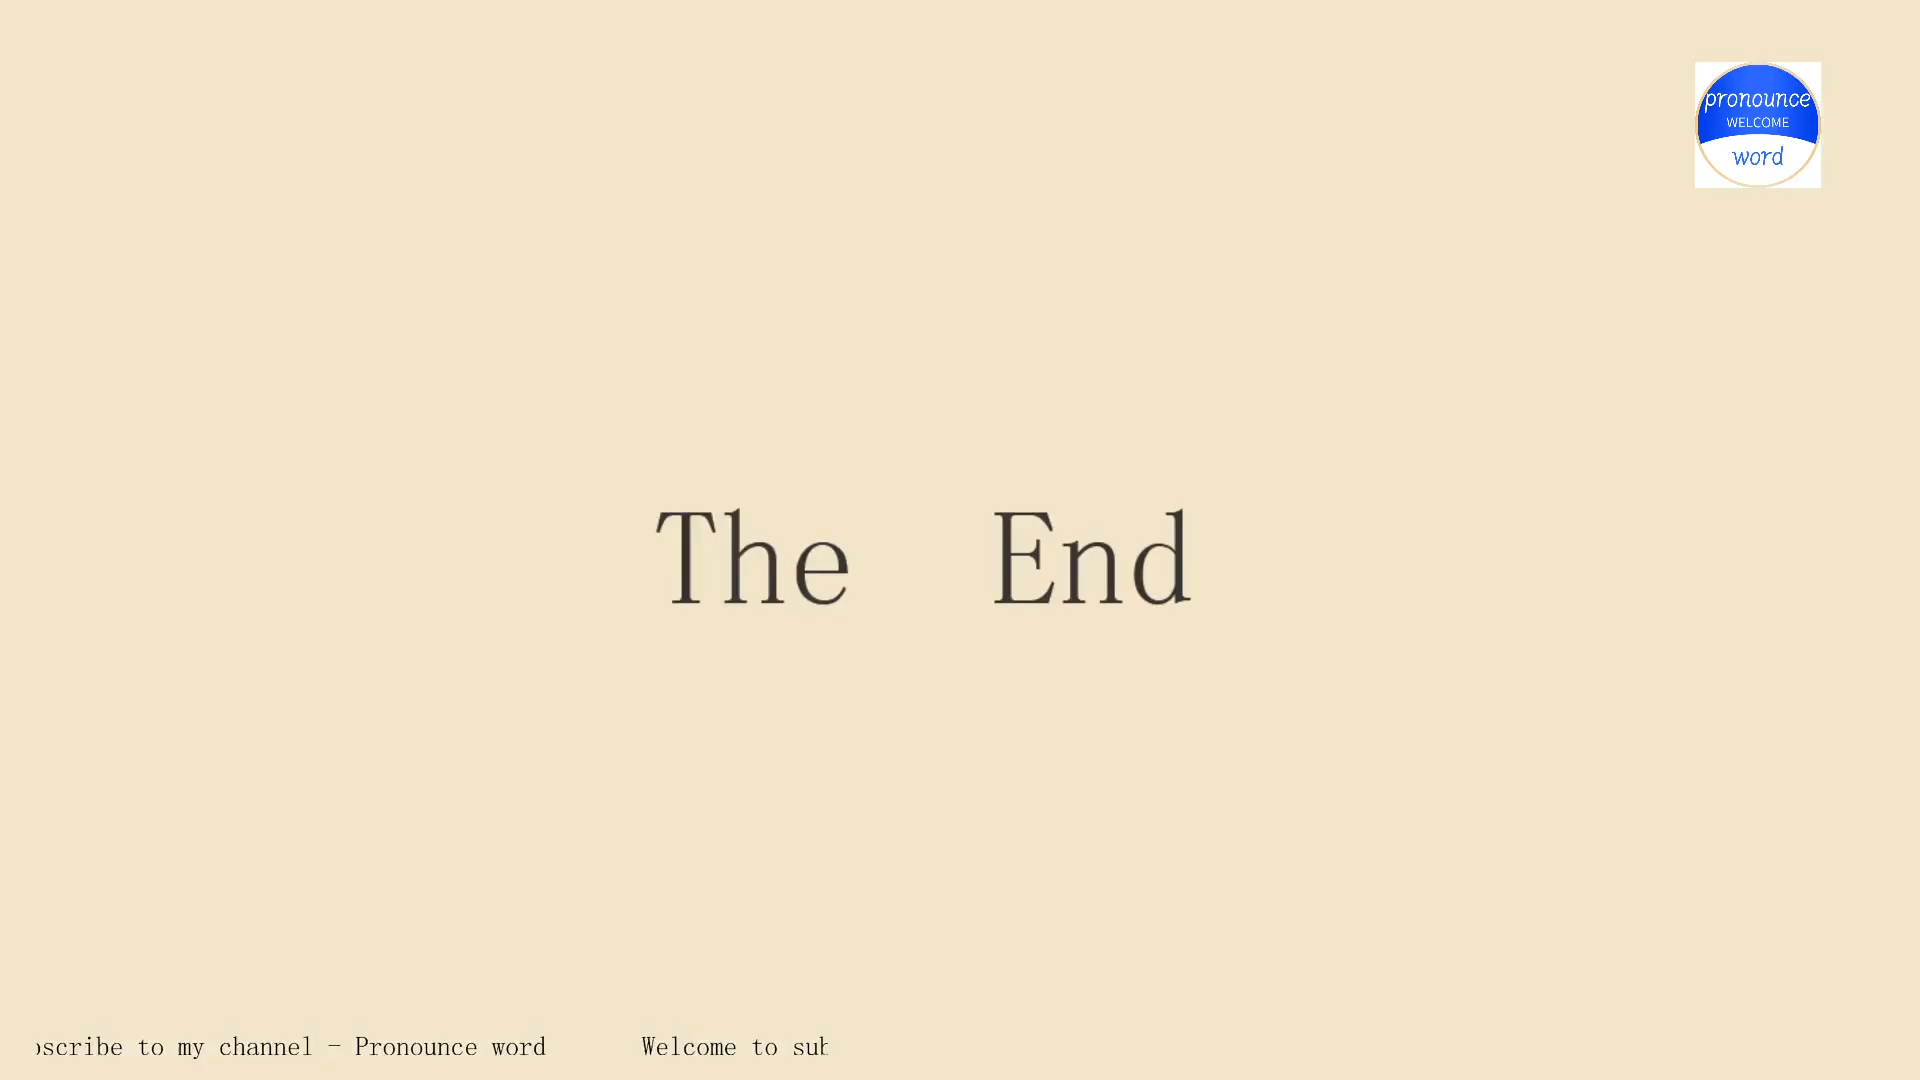 pronounce
WELCOME
word
The End
scribe to my channel - Pronounce word Welcome to sub